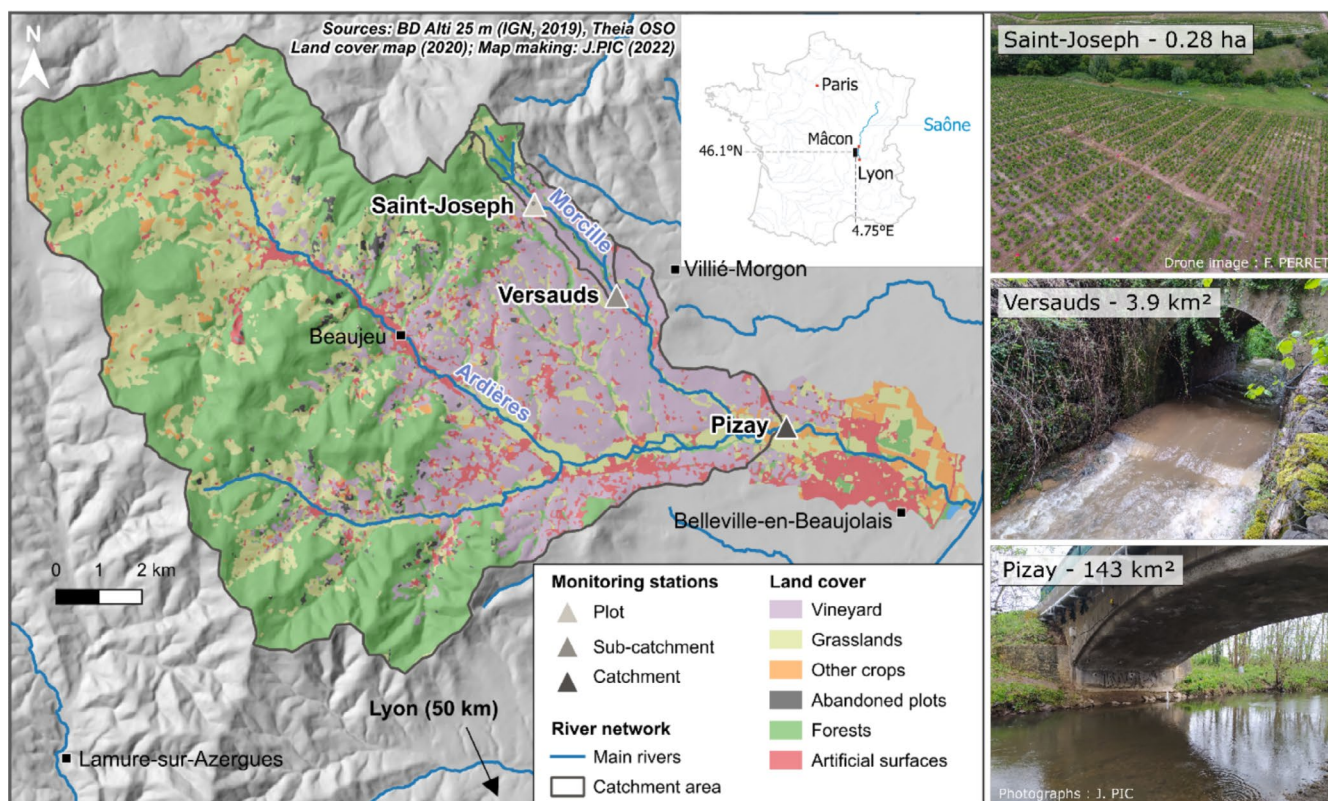 N
Sources: BD Alti 25 m (IGN, 2019), Theia OSO
Land cover map (2020); Map making: J.PIC (2022)
Saint-Joseph
Morcille
Versauds
Villié-Morgon
Beaujeu
Ardières
Pizay
Belleville-en-Beaujolais
0 1 2 km
Lyon (50 km)
Lamure-sur-Azergues
Paris
Saône
Mâcon
46.1°N
Lyon
4.75°E
Monitoring stations
Plot
Sub-catchment
Catchment
River network
Main rivers
Catchment area
Land cover
Vineyard
Grasslands
Other crops
Abandoned plots
Forests
Artificial surfaces
Saint-Joseph - 0.28 ha
Drone image : F. PERRET
Versauds - 3.9 km²
Pizay - 143 km²
Photographs : J. PIC